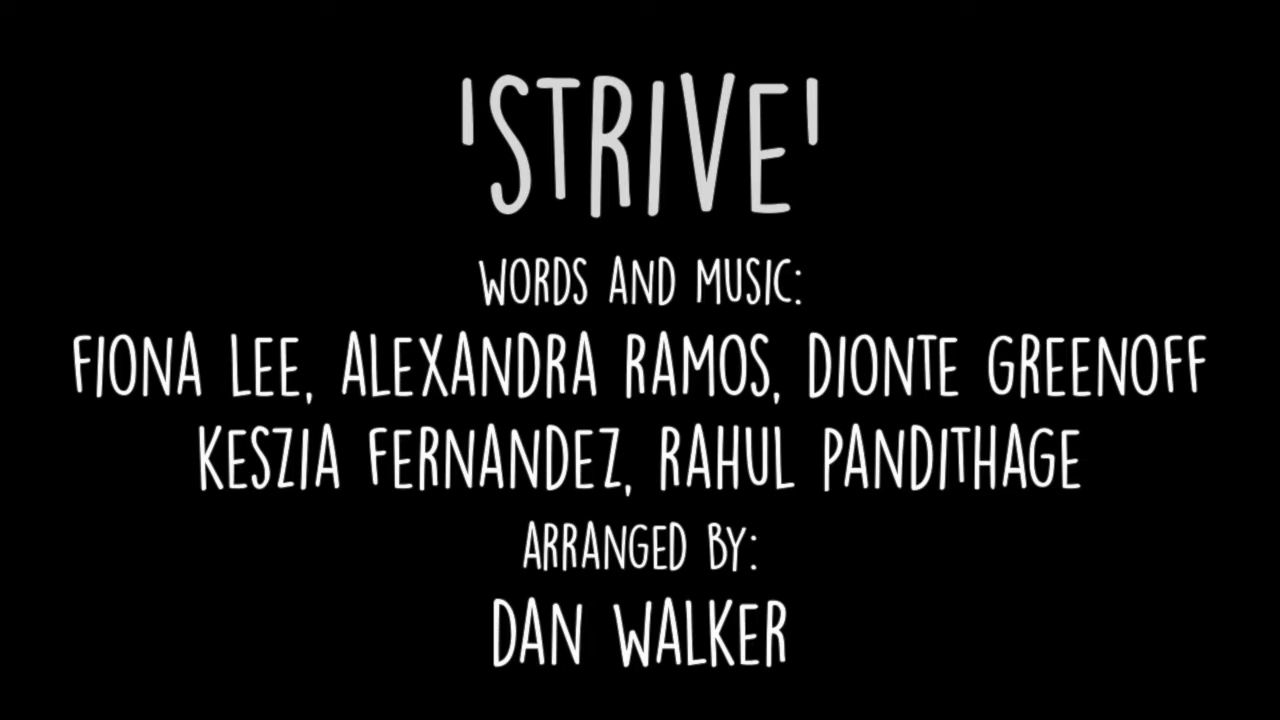 'STRIVE'
WORDS AND MUSIC:
FIONA LEE, ALEXANDRA RAMOS, DIONTE GREENOFF
KESZIA FERNANDEZ, RAHUL PANDITHAGE
ARRANGED BY:
DAN WALKER